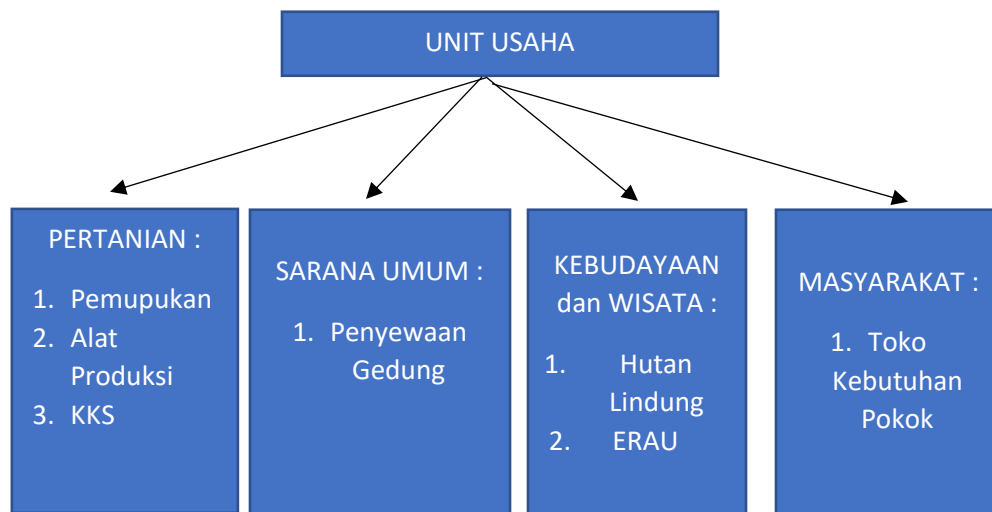 UNIT USAHA
PERTANIAN :
1. Pemupukan
2. Alat
Produksi
3. KKS
SARANA UMUM :
1. Penyewaan
Gedung
KEBUDAYAAN
dan WISATA :
1. Hutan
Lindung
2. ERAU
MASYARAKAT :
1. Toko
Kebutuhan
Pokok